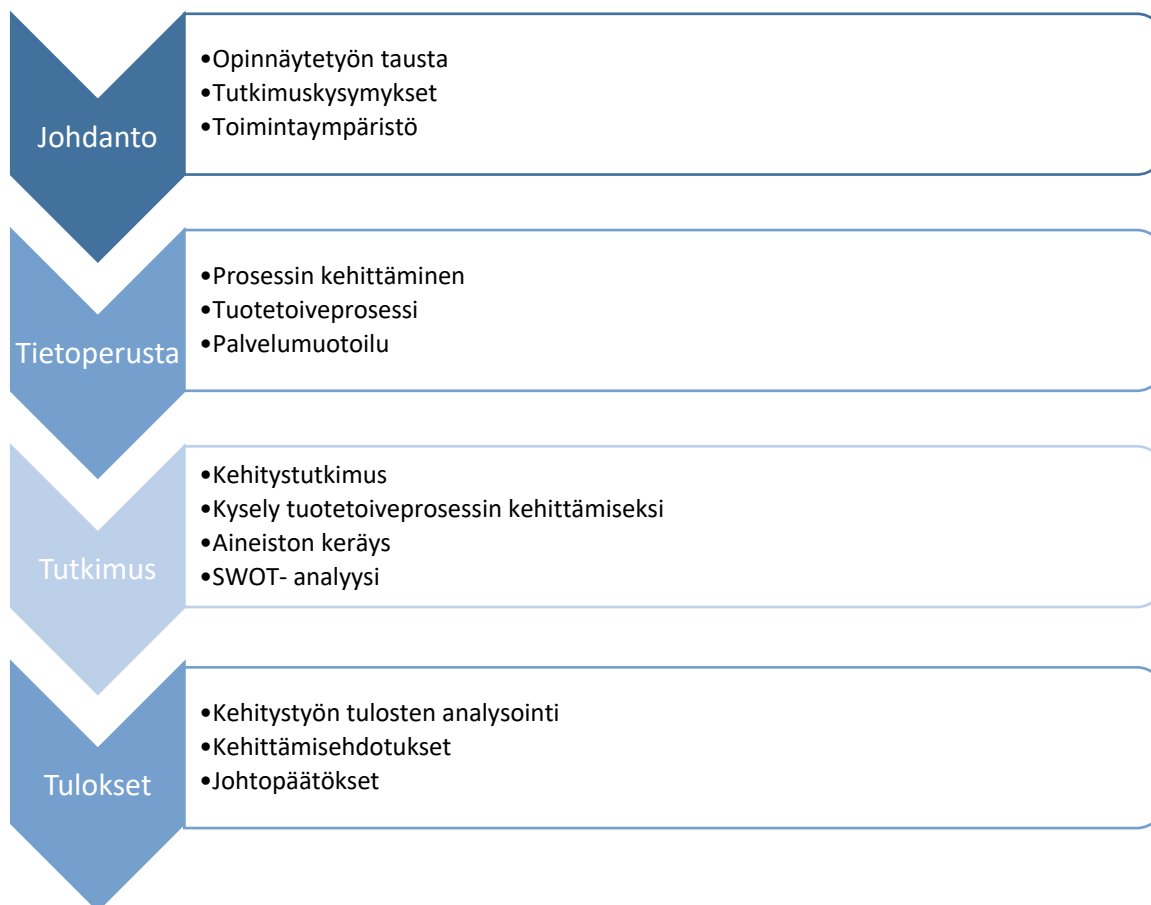 Johdanto
•Opinnäytetyön tausta
•Tutkimuskysymykset
•Toimintaympäristö
Tietoperusta
•Prosessin kehittäminen
•Tuotetoiveprosessi
•Palvelumuotoilu
Tutkimus
•Kehitystutkimus
•Kysely tuotetoiveprosessin kehittämiseksi
•Aineiston keräys
•SWOT- analyysi
Tulokset
•Kehitystyön tulosten analysointi
•Kehittämisehdotukset
•Johtopäätökset